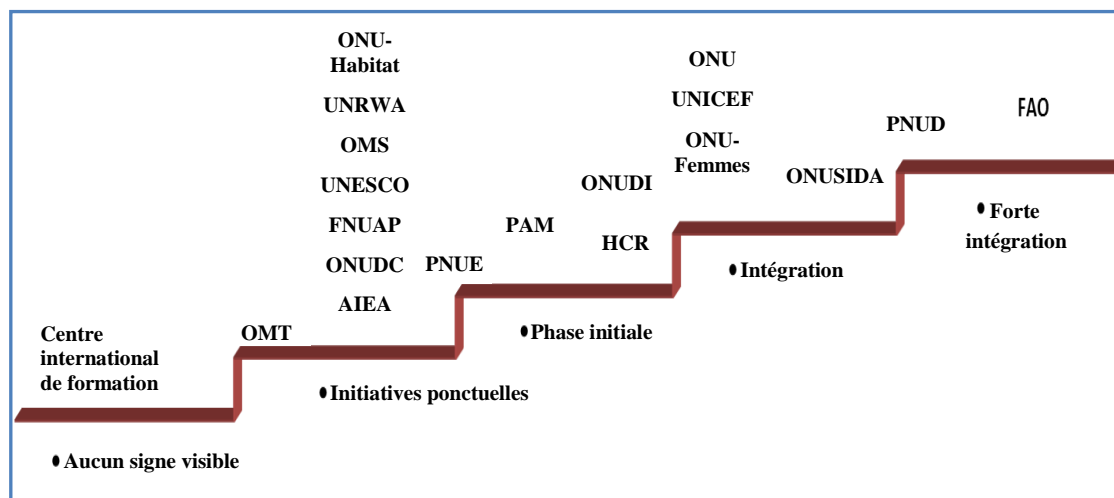 Centre
international
de formation
Aucun signe visible
OMT
ONU-
Habitat
UNRWA
OMS
UNESCO
FNUAP
ONUDC
AIEA
PNUE
Initiatives ponctuelles
PAM
ONUDI
HCR
Phase initiale
ONU
UNICEF
ONU-
Femmes
ONUSIDA
Intégration
PNUD
FAO
Forte
intégration